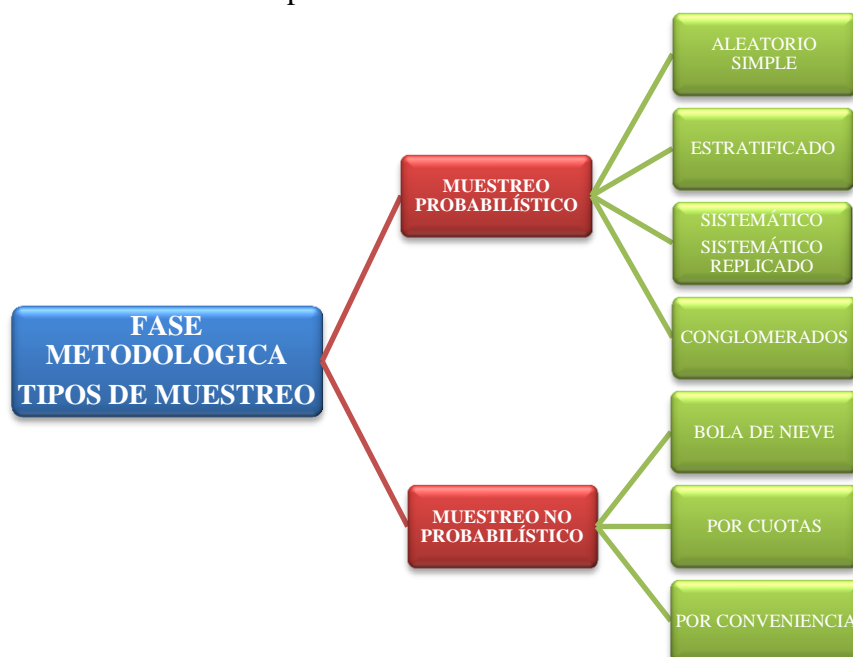 ALEATORIO
SIMPLE
ESTRATIFICADO
MUESTREO
PROBABILÍSTICO
SISTEMÁTICO
SISTEMÁTICO
REPLICADO
CONGLOMERADOS
FASE
METODOLOGICA
TIPOS DE MUESTREO
BOLA DE NIEVE
MUESTREO NO
PROBABILÍSTICO
POR CUOTAS
POR CONVENIENCIA